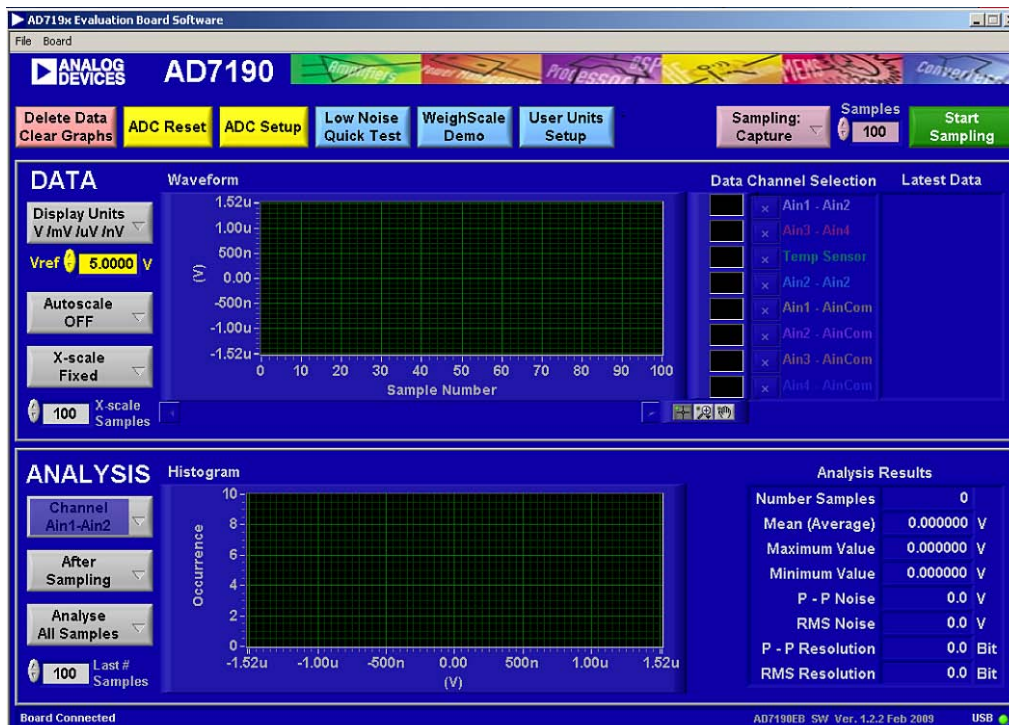 AD719x Evaluation Board Software
File Board
ANALOG DEVICES
AD7190
Amplifiers
Power Management
Processors
DSP
MEMS
Converters
Delete Data
Clear Graphs
ADC Reset
ADC Setup
Low Noise
Quick Test
WeighScale
Demo
User Units
Setup
Sampling:
Capture
Samples
100
Start
Sampling
DATA
Display Units
V /mV /uV /nV
Vref 5.0000 V
Autoscale
OFF
X-scale
Fixed
100 X-scale
Samples
Waveform
1.52u
1.00u
500n
0.00
-500n
-1.00u
-1.52u
(V)
0 10 20 30 40 50 60 70 80 90 100
Sample Number
Data Channel Selection
Latest Data
Ain1 - Ain2
Ain3 - Ain4
Temp Sensor
Ain2 - Ain2
Ain1 - AinCom
Ain2 - AinCom
Ain3 - AinCom
Ain4 - AinCom
ANALYSIS
Channel
Ain1-Ain2
After
Sampling
Analyse
All Samples
100 Last #
Samples
Histogram
10
8
6
4
2
0
Occurrence
-1.52u -1.00u -500n 0.00 500n 1.00u 1.52u
(V)
Analysis Results
Number Samples 0
Mean (Average) 0.000000 V
Maximum Value 0.000000 V
Minimum Value 0.000000 V
P - P Noise 0.0 V
RMS Noise 0.0 V
P - P Resolution 0.0 Bit
RMS Resolution 0.0 Bit
Board Connected
AD7190EB SW Ver. 1.2.2 Feb 2009
USB